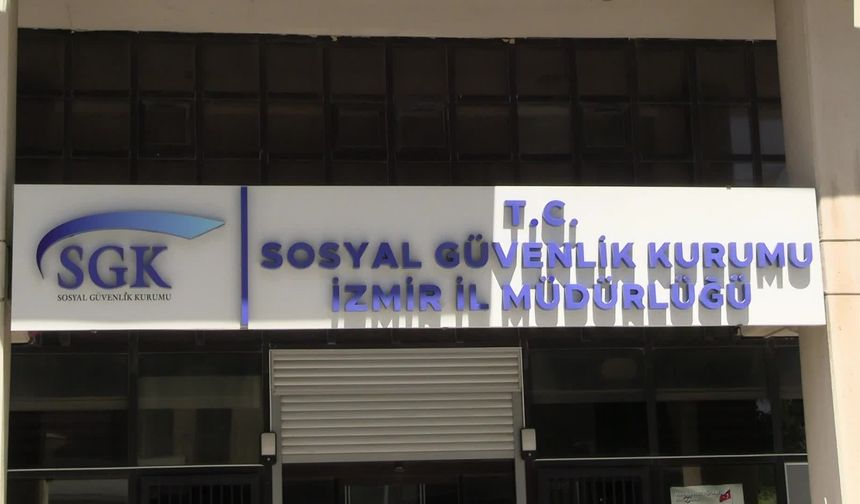 SGK
SOSYAL GÜVENLİK KURUMU
T.C.
SOSYAL GÜVENLİK KURUMU
İZMİR İL MÜDÜRLÜĞÜ